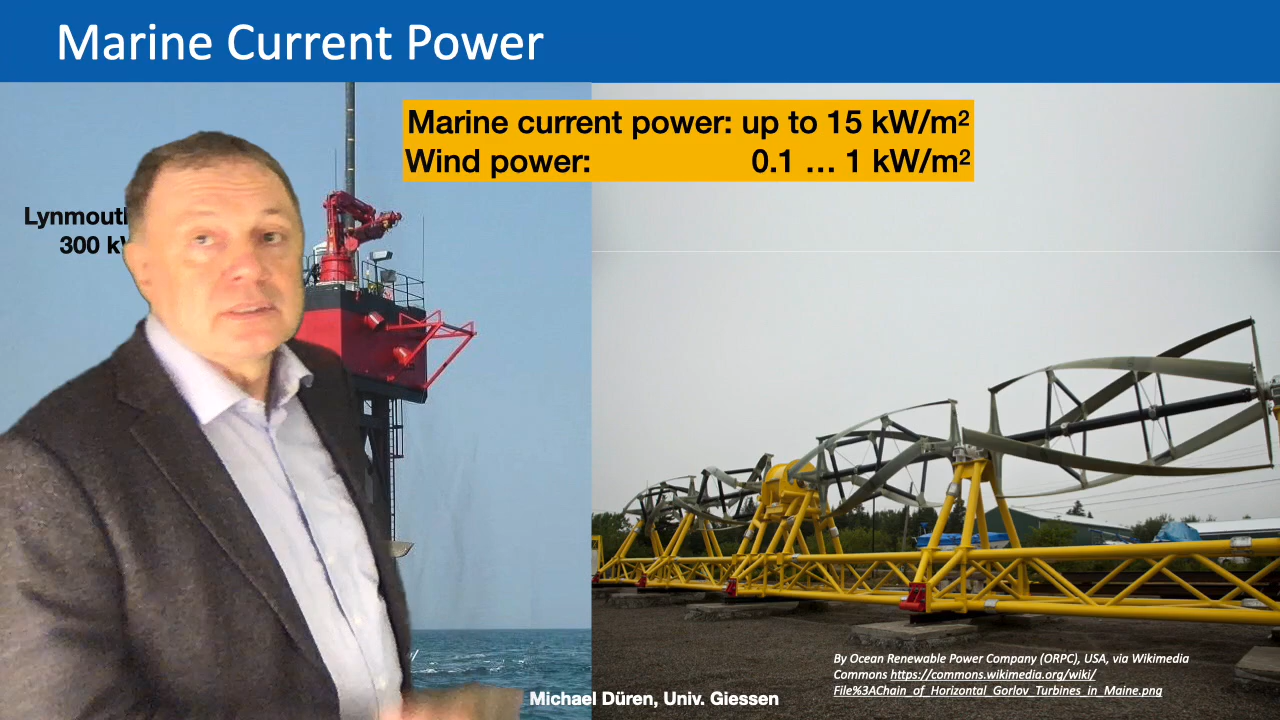 Marine Current Power
Marine current power: up to 15 kW/m²
Wind power: 0.1 … 1 kW/m²
300
By Ocean Renewable Power Company (ORPC), USA, via Wikimedia
Commons https://commons.wikimedia.org/wiki/
File%3AChain_of_Horizontal_Gorlov_Turbines_in_Maine.png
Michael Düren, Univ. Giessen